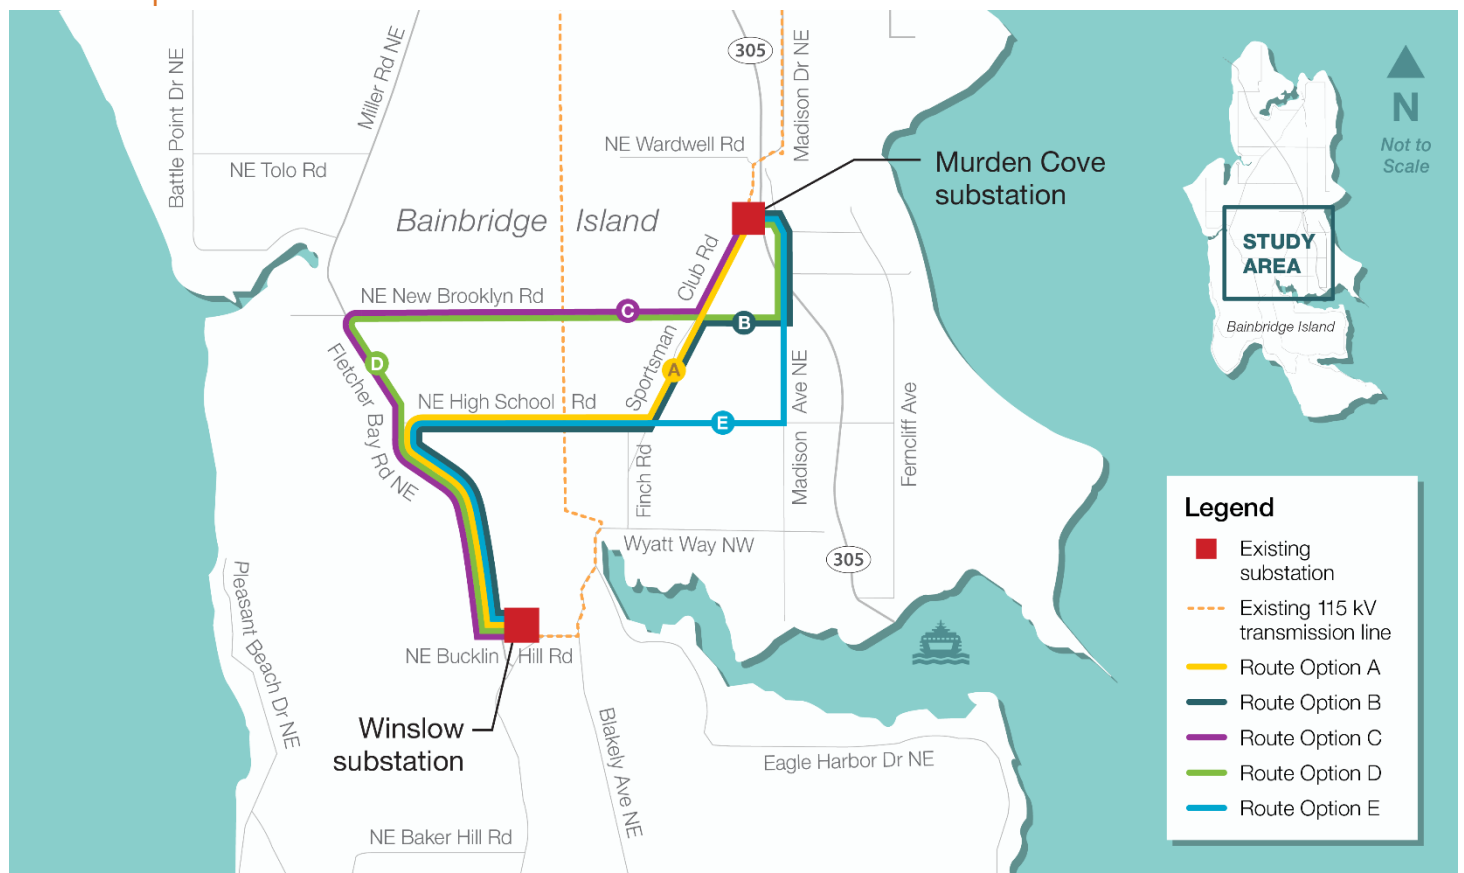 305
Madison Dr NE
Miller Rd NE
Battle Point Dr NE
NE Wardwell Rd
NE Tolo Rd
Murden Cove
substation
Bainbridge Island
Club Rd
NE New Brooklyn Rd
C
B
D
A
E
Sportsman
Fletcher Bay Rd NE
NE High School Rd
Madison Ave NE
Ferncliff Ave
Finch Rd
Wyatt Way NW
305
Pleasant Beach Dr NE
NE Bucklin Hill Rd
Winslow
substation
Blakely Ave NE
Eagle Harbor Dr NE
NE Baker Hill Rd
N
Not to
Scale
STUDY
AREA
Bainbridge Island
Legend
Existing
substation
Existing 115 kV
transmission line
Route Option A
Route Option B
Route Option C
Route Option D
Route Option E